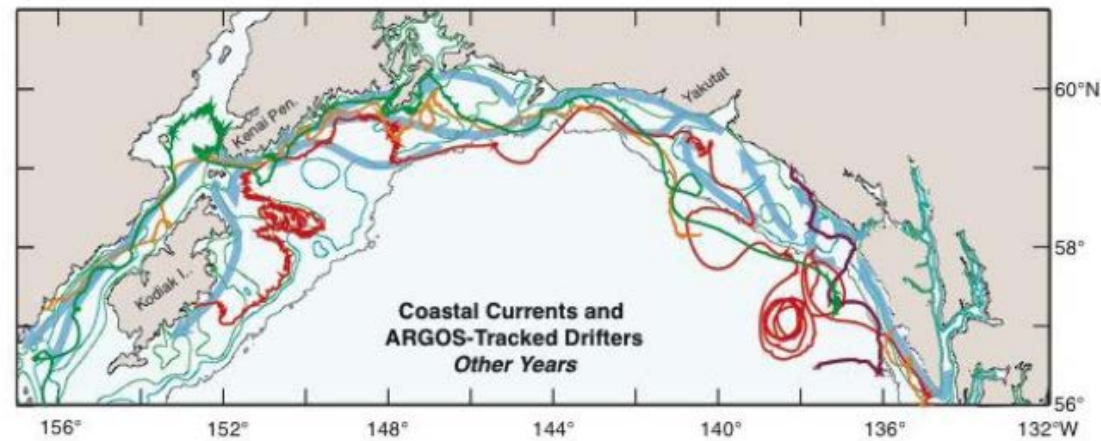 60°N
Yakutat
Kenai Pen.
58°
Kodiak I..
Coastal Currents and
ARGOS-Tracked Drifters
Other Years
56°
156°
152°
148°
144°
140°
136°
132°W